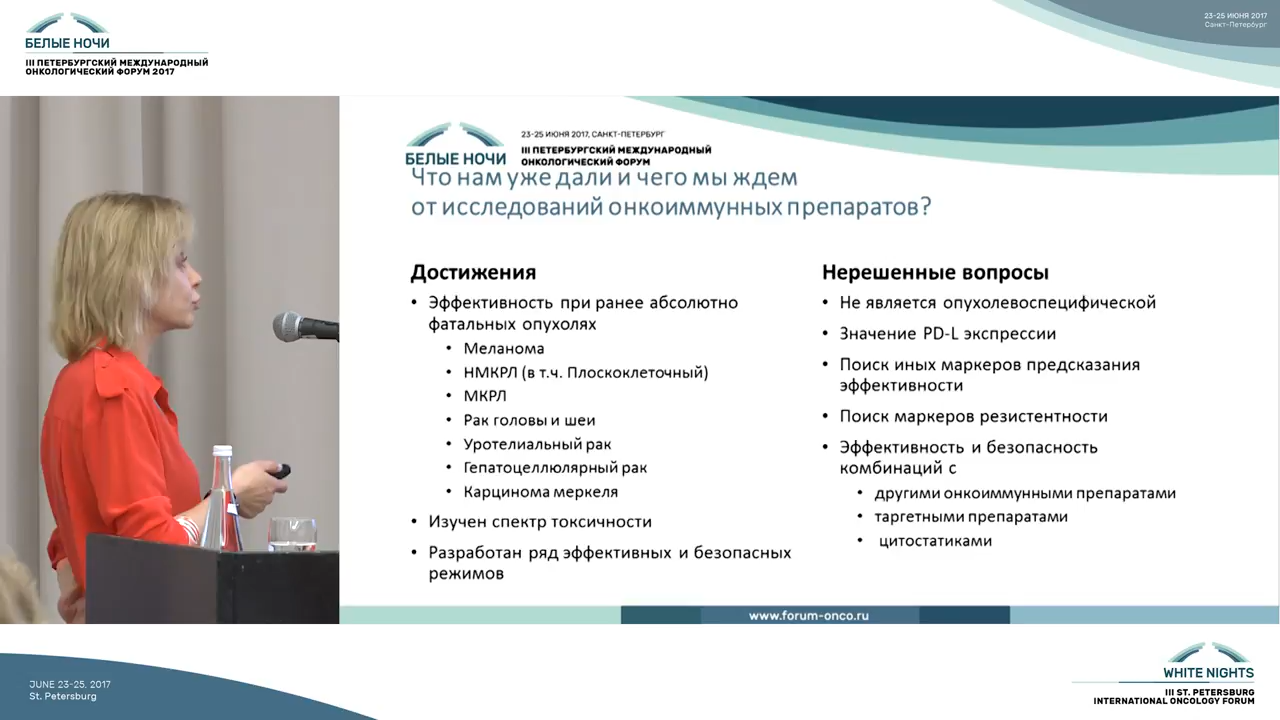 БЕЛЫЕ НОЧИ
III ПЕТЕРБУРГСКИЙ МЕЖДУНАРОДНЫЙ
ОНКОЛОГИЧЕСКИЙ ФОРУМ 2017
23-25 ИЮНЯ 2017
Санкт-Петербург
БЕЛЫЕ НОЧИ
23-25 ИЮНЯ 2017, САНКТ-ПЕТЕРБУРГ
III ПЕТЕРБУРГСКИЙ МЕЖДУНАРОДНЫЙ
ОНКОЛОГИЧЕСКИЙ ФОРУМ
Что нам уже дали и чего мы ждем
от исследований онкоиммунных препаратов?
Достижения
• Эффективность при ранее абсолютно
фатальных опухолях
• Меланома
• НМКРЛ (в т.ч. Плоскоклеточный)
• МКРЛ
• Рак головы и шеи
• Уротелиальный рак
• Гепатоцеллюлярный рак
• Карцинома меркеля
• Изучен спектр токсичности
• Разработан ряд эффективных и безопасных
режимов
Нерешенные вопросы
• Не является опухолевоспецифической
• Значение PD-L экспрессии
• Поиск иных маркеров предсказания
эффективности
• Поиск маркеров резистентности
• Эффективность и безопасность
комбинаций с
• другими онкоиммунными препаратами
• таргетными препаратами
• цитостатиками
www.forum-onco.ru
JUNE 23-25, 2017
St. Petersburg
WHITE NIGHTS
III ST. PETERSBURG
INTERNATIONAL ONCOLOGY FORUM